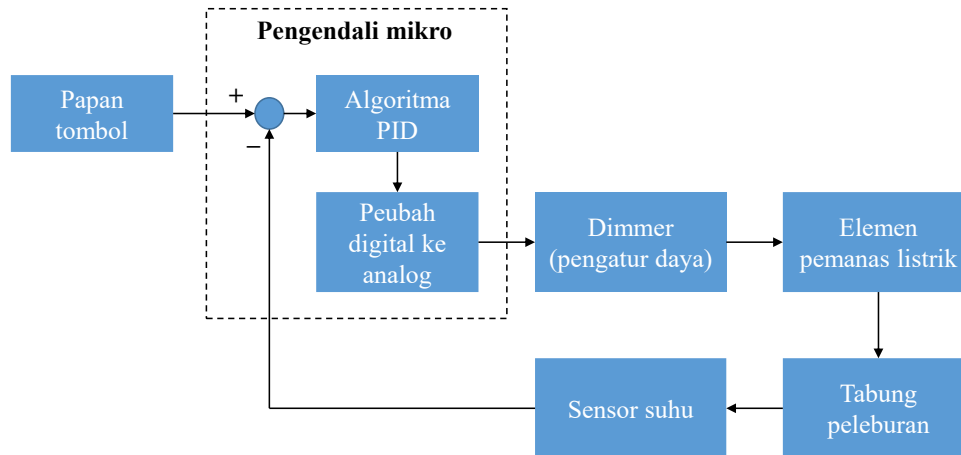 Pengendali mikro
Papan
tombol
+
−
Algoritma
PID
Peubah
digital ke
analog
Dimmer
(pengatur daya)
Elemen
pemanas listrik
Sensor suhu
Tabung
peleburan